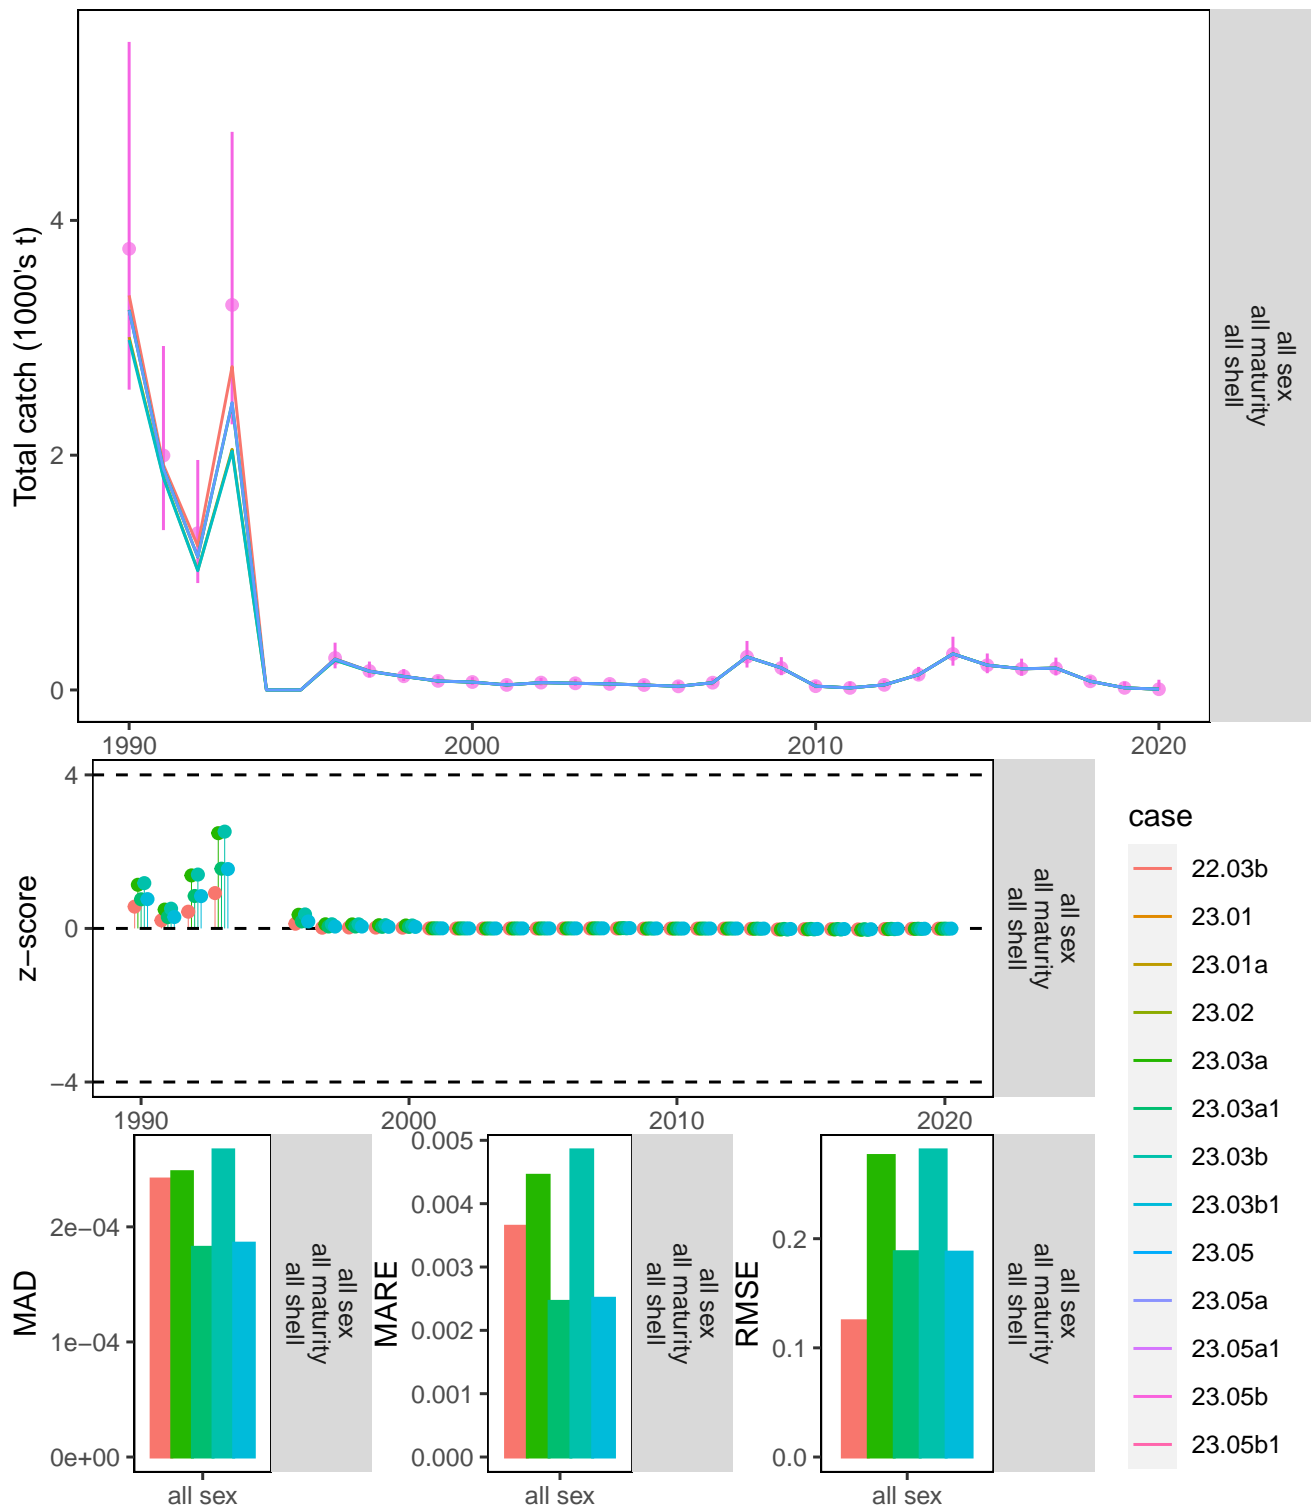 Total catch (1000's t)
4
2
0
1990
2000
2010
2020
all sex
all maturity
all shell
z−score
4
0
−4
1990
2000
2010
2020
all sex
all maturity
all shell
case
22.03b
23.01
23.01a
23.02
23.03a
23.03a1
23.03b
23.03b1
23.05
23.05a
23.05a1
23.05b
23.05b1
MAD
2e−04
1e−04
0e+00
all sex
all sex
all maturity
all shell
MARE
0.005
0.004
0.003
0.002
0.001
0.000
all sex
all sex
all maturity
all shell
RMSE
0.2
0.1
0.0
all sex
all sex
all maturity
all shell